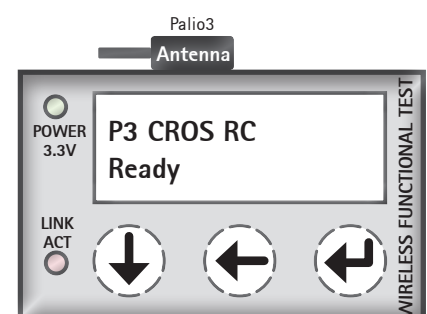 Palio3
Antenna
POWER
3.3V
P3 CROS RC
Ready
LINK
ACT
WIRELESS FUNCTIONAL TEST